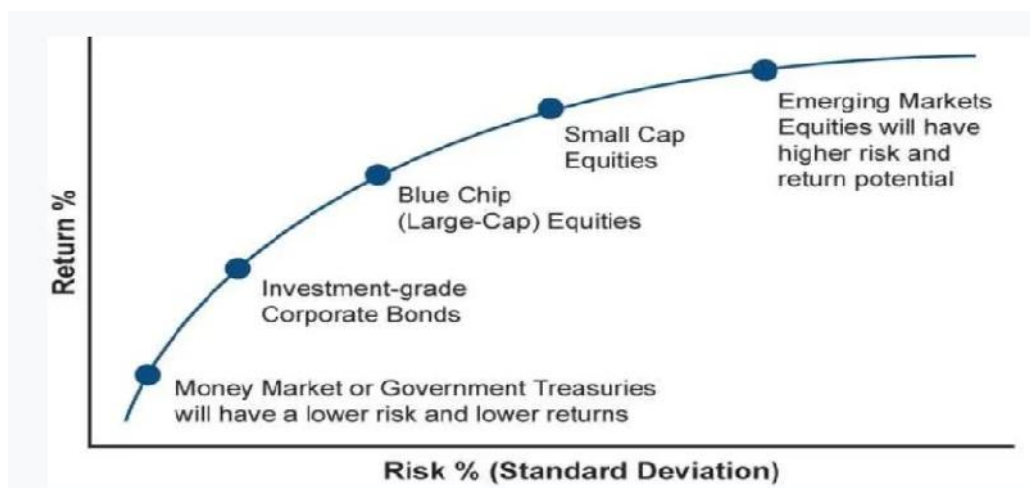 Return %
Emerging Markets
Equities will have
higher risk and
return potential
Small Cap
Equities
Blue Chip
(Large-Cap) Equities
Investment-grade
Corporate Bonds
Money Market or Government Treasuries
will have a lower risk and lower returns
Risk % (Standard Deviation)